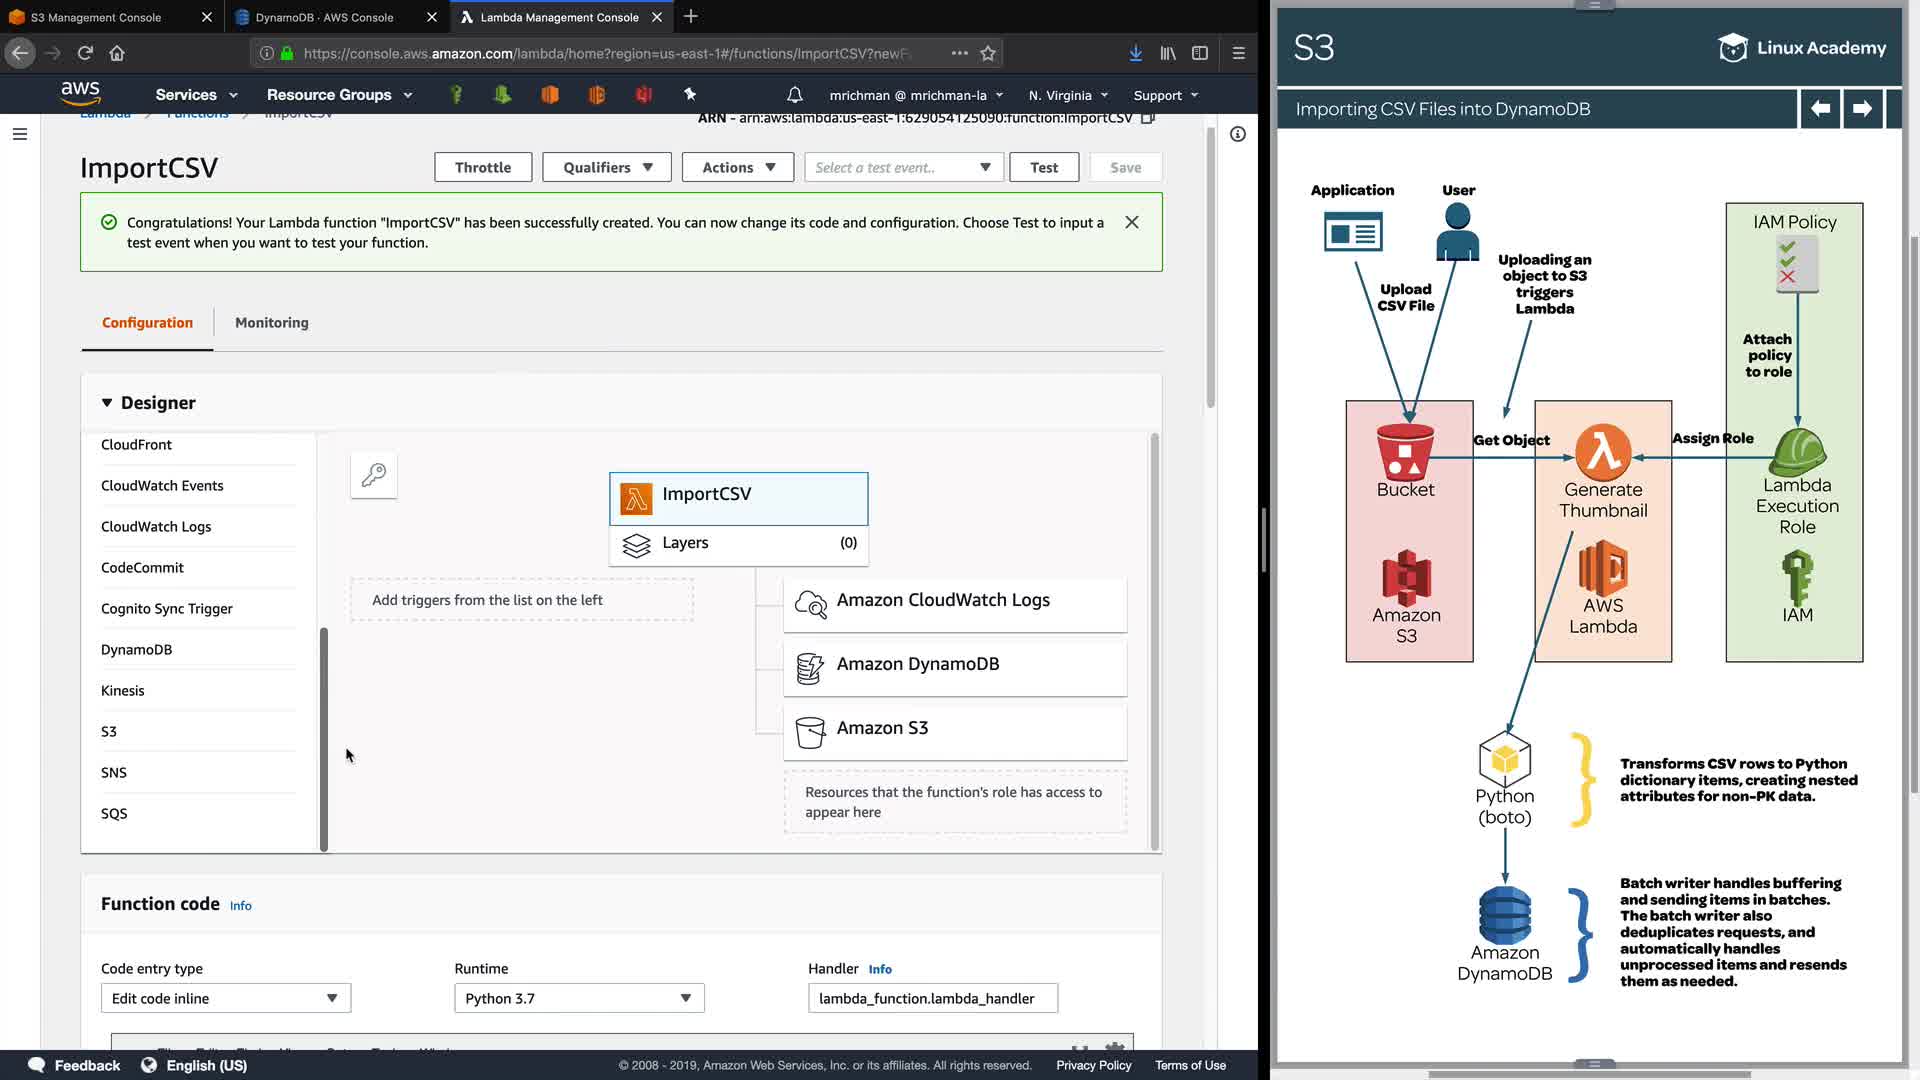 S3 Management Console
DynamoDB · AWS Console
Lambda Management Console
https://console.aws.amazon.com/lambda/home?region=us-east-1#/functions/ImportCSV?newF
aws
Services
Resource Groups
mrichman @ mrichman-la
N. Virginia
Support
Lambda
Functions
ImportCSV
ARN - arn:aws:lambda:us-east-1:629054125090:function:ImportCSV
ImportCSV
Throttle
Qualifiers
Actions
Select a test event..
Test
Save
Congratulations! Your Lambda function "ImportCSV" has been successfully created. You can now change its code and configuration. Choose Test to input a
test event when you want to test your function.
Configuration
Monitoring
Designer
CloudFront
CloudWatch Events
CloudWatch Logs
CodeCommit
Cognito Sync Trigger
DynamoDB
Kinesis
S3
SNS
SQS
ImportCSV
Layers
(0)
Add triggers from the list on the left
Amazon CloudWatch Logs
Amazon DynamoDB
Amazon S3
Resources that the function's role has access to
appear here
Function code
Info
Code entry type
Edit code inline
Runtime
Python 3.7
Handler
Info
lambda_function.lambda_handler
Feedback
English (US)
© 2008 - 2019, Amazon Web Services, Inc. or its affiliates. All rights reserved.
Privacy Policy
Terms of Use
S3
Linux Academy
Importing CSV Files into DynamoDB
Application
User
Upload
CSV File
Uploading an
object to S3
triggers
Lambda
IAM Policy
Attach
policy
to role
Get Object
Assign Role
Bucket
Generate
Thumbnail
Lambda
Execution
Role
Amazon
S3
AWS
Lambda
IAM
Python
(boto)
Transforms CSV rows to Python
dictionary items, creating nested
attributes for non-PK data.
Amazon
DynamoDB
Batch writer handles buffering
and sending items in batches.
The batch writer also
deduplicates requests, and
automatically handles
unprocessed items and resends
them as needed.